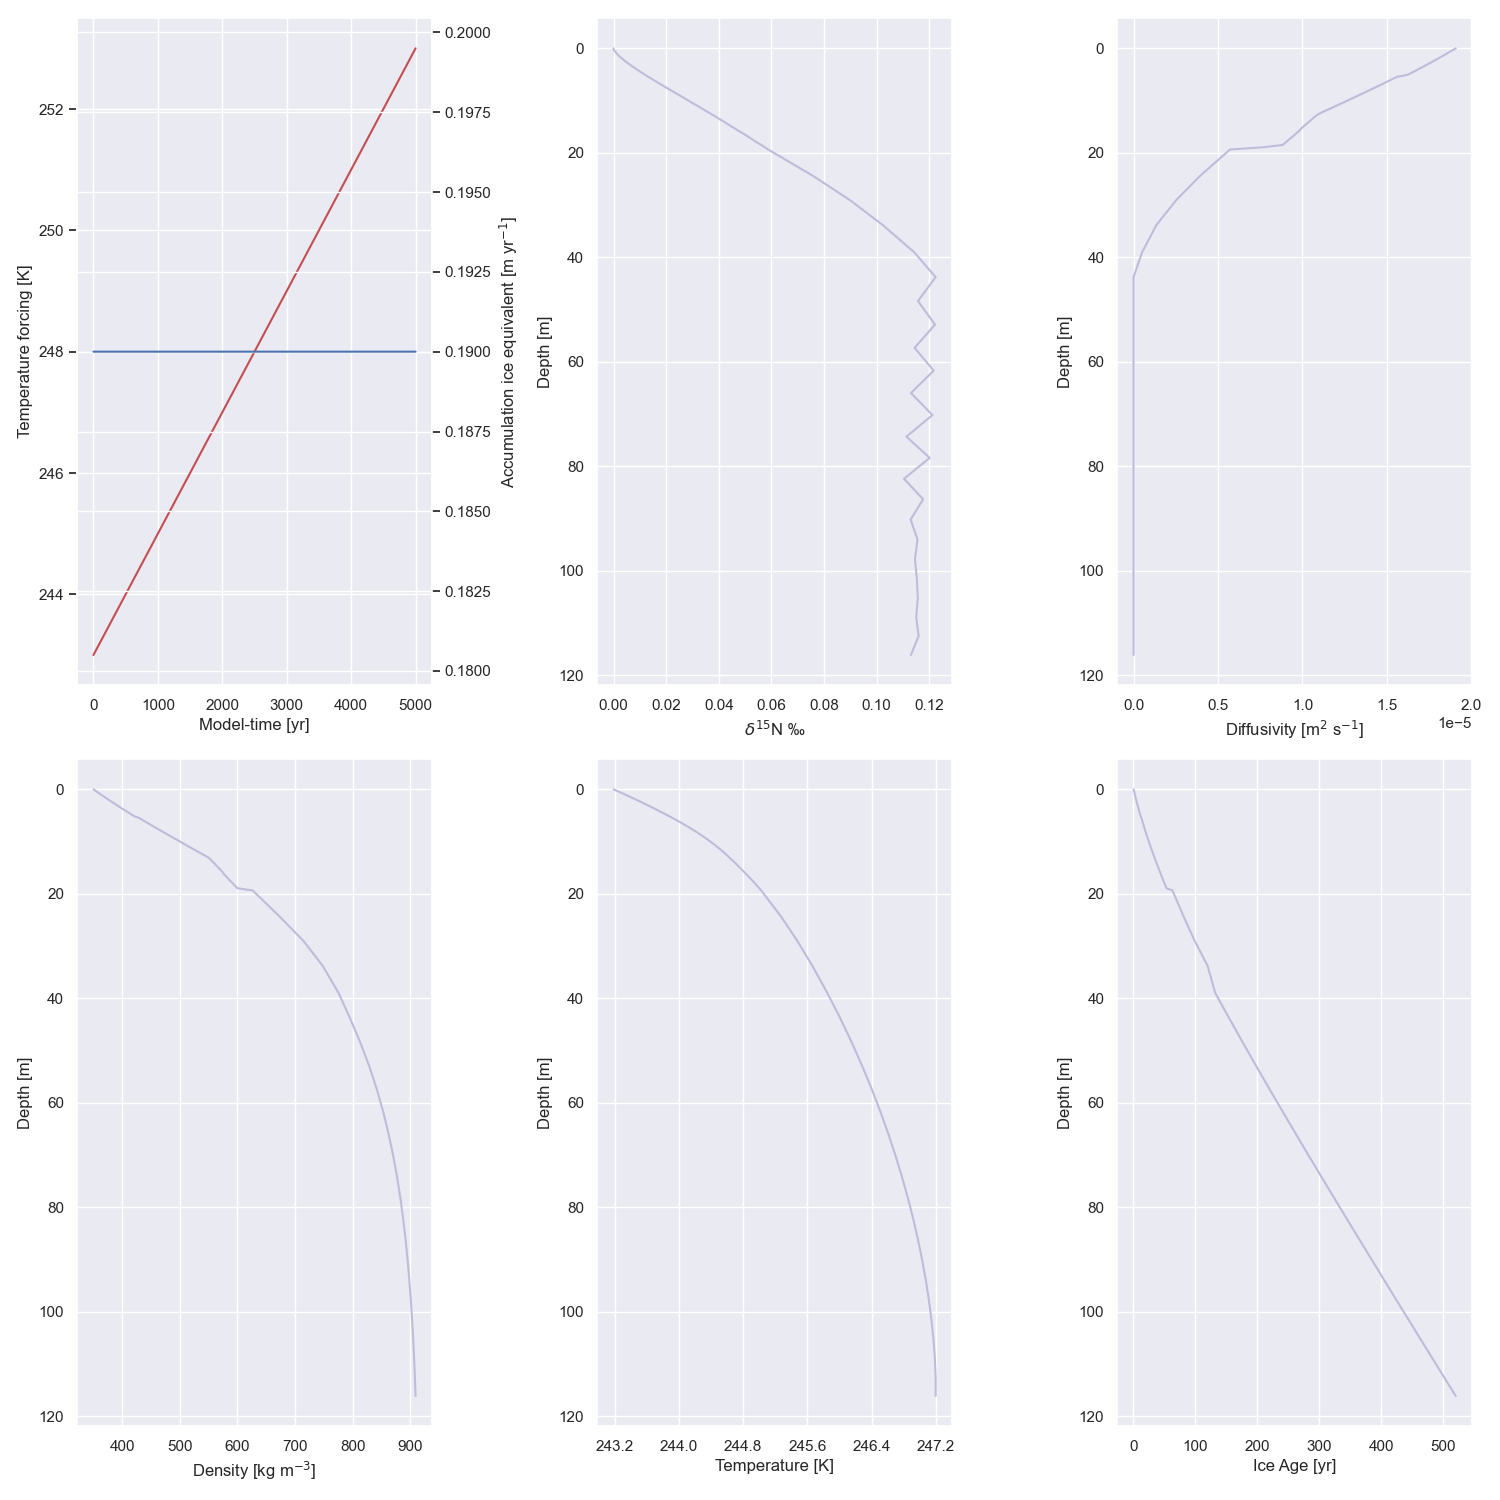 Temperature forcing [K]
252
250
248
246
244
0 1000 2000 3000 4000 5000
Model-time [yr]
0.2000
0.1975
0.1950
0.1925
0.1900
0.1875
0.1850
0.1825
0.1800
Accumulation ice equivalent [m yr⁻¹]
Depth [m]
0
20
40
60
80
100
120
0.00 0.02 0.04 0.06 0.08 0.10 0.12
δ¹⁵N ‰
Depth [m]
0
20
40
60
80
100
120
0.0 0.5 1.0 1.5 2.0
1e−5
Diffusivity [m² s⁻¹]
Depth [m]
0
20
40
60
80
100
120
400 500 600 700 800 900
Density [kg m⁻³]
Depth [m]
0
20
40
60
80
100
120
243.2 244.0 244.8 245.6 246.4 247.2
Temperature [K]
Depth [m]
0
20
40
60
80
100
120
0 100 200 300 400 500
Ice Age [yr]